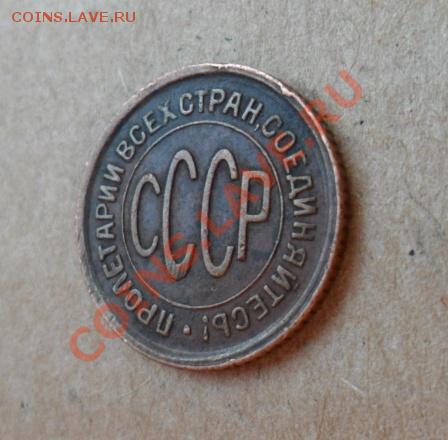 COINS.LAVE.RU
ПРОЛЕТАРИИ ВСЕХ СТРАН, СОЕДИНЯЙТЕСЬ!
СССР
COINS.LAVE.RU